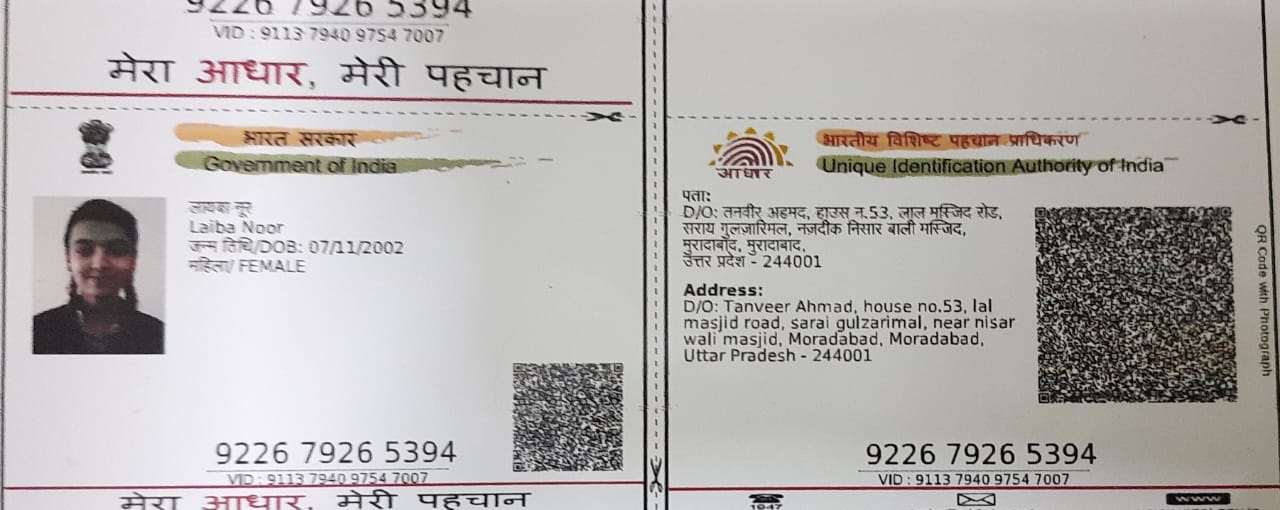 9226 7926 5394
VID : 9113 7940 9754 7007
मेरा आधार, मेरी पहचान
भारत सरकार
Government of India
लायबा नूर
Laiba Noor
जन्म तिथि/DOB: 07/11/2002
महिला/ FEMALE
9226 7926 5394
VID : 9113 7940 9754 7007
मेरा आधार, मेरी पहचान
भारतीय विशिष्ट पहचान प्राधिकरण
Unique Identification Authority of India
आधार
पता:
D/O: तनवीर अहमद, हाउस न.53, लाल मस्जिद रोड,
सराय गुलज़ारिमल, नज़दीक निसार बाली मस्जिद,
मुरादाबाद, मुरादाबाद,
उत्तर प्रदेश - 244001
Address:
D/O: Tanveer Ahmad, house no.53, lal
masjid road, sarai gulzarimal, near nisar
wali masjid, Moradabad, Moradabad,
Uttar Pradesh - 244001
QR Code with Photograph
9226 7926 5394
VID : 9113 7940 9754 7007
1947
www